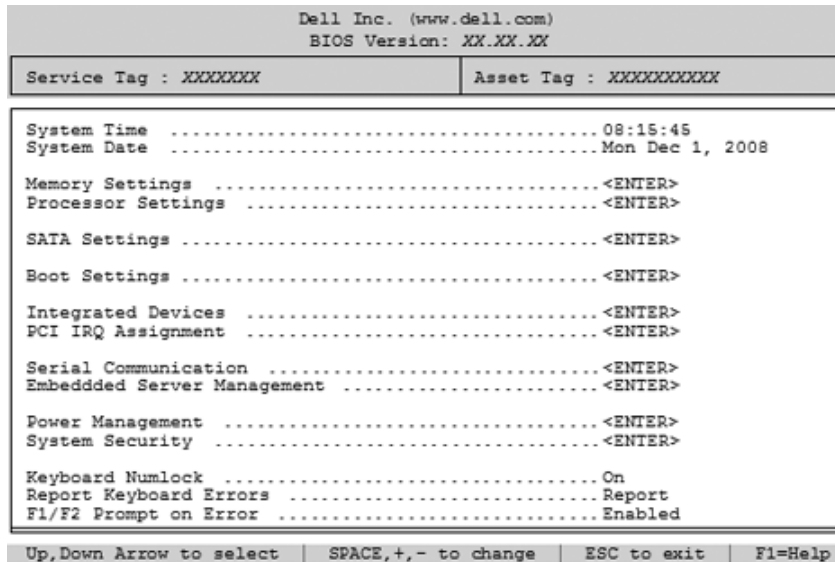 Dell Inc. (www.dell.com)
BIOS Version: XX.XX.XX
Service Tag : XXXXXXX Asset Tag : XXXXXXXXXX
System Time ........................................08:15:45
System Date ........................................Mon Dec 1, 2008
Memory Settings ....................................<ENTER>
Processor Settings .................................<ENTER>
SATA Settings .......................................<ENTER>
Boot Settings .......................................<ENTER>
Integrated Devices .................................<ENTER>
PCI IRQ Assignment .................................<ENTER>
Serial Communication ...............................<ENTER>
Embeddded Server Management ........................<ENTER>
Power Management ...................................<ENTER>
System Security ....................................<ENTER>
Keyboard Numlock ...................................On
Report Keyboard Errors .............................Report
F1/F2 Prompt on Error ..............................Enabled
Up,Down Arrow to select | SPACE,+,- to change | ESC to exit | F1=Help